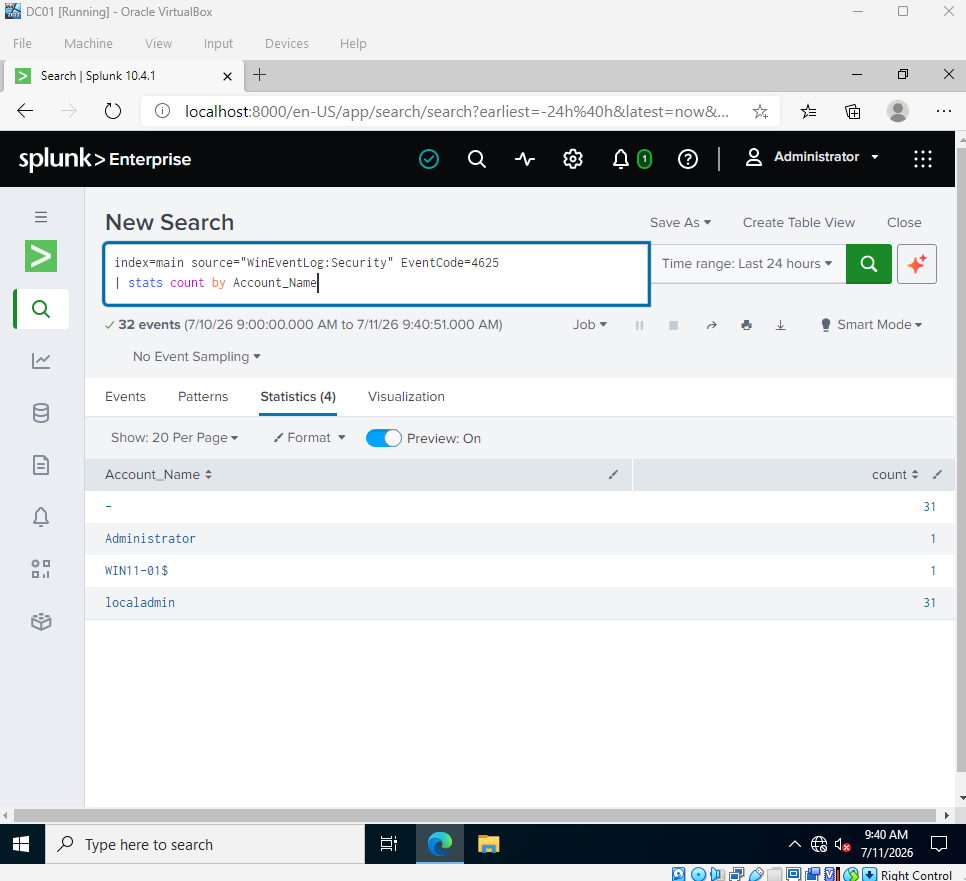 DC01 [Running] - Oracle VirtualBox
File Machine View Input Devices Help
Search | Splunk 10.4.1
localhost:8000/en-US/app/search/search?earliest=-24h%40h&latest=now&...
splunk>Enterprise
1
Administrator
New Search
Save As
Create Table View
Close
index=main source="WinEventLog:Security" EventCode=4625
| stats count by Account_Name
Time range: Last 24 hours
32 events (7/10/26 9:00:00.000 AM to 7/11/26 9:40:51.000 AM)
Job
Smart Mode
No Event Sampling
Events Patterns Statistics (4) Visualization
Show: 20 Per Page
Format
Preview: On
Account_Name count
- 31
Administrator 1
WIN11-01$ 1
localadmin 31
Type here to search
9:40 AM
7/11/2026
Right Control